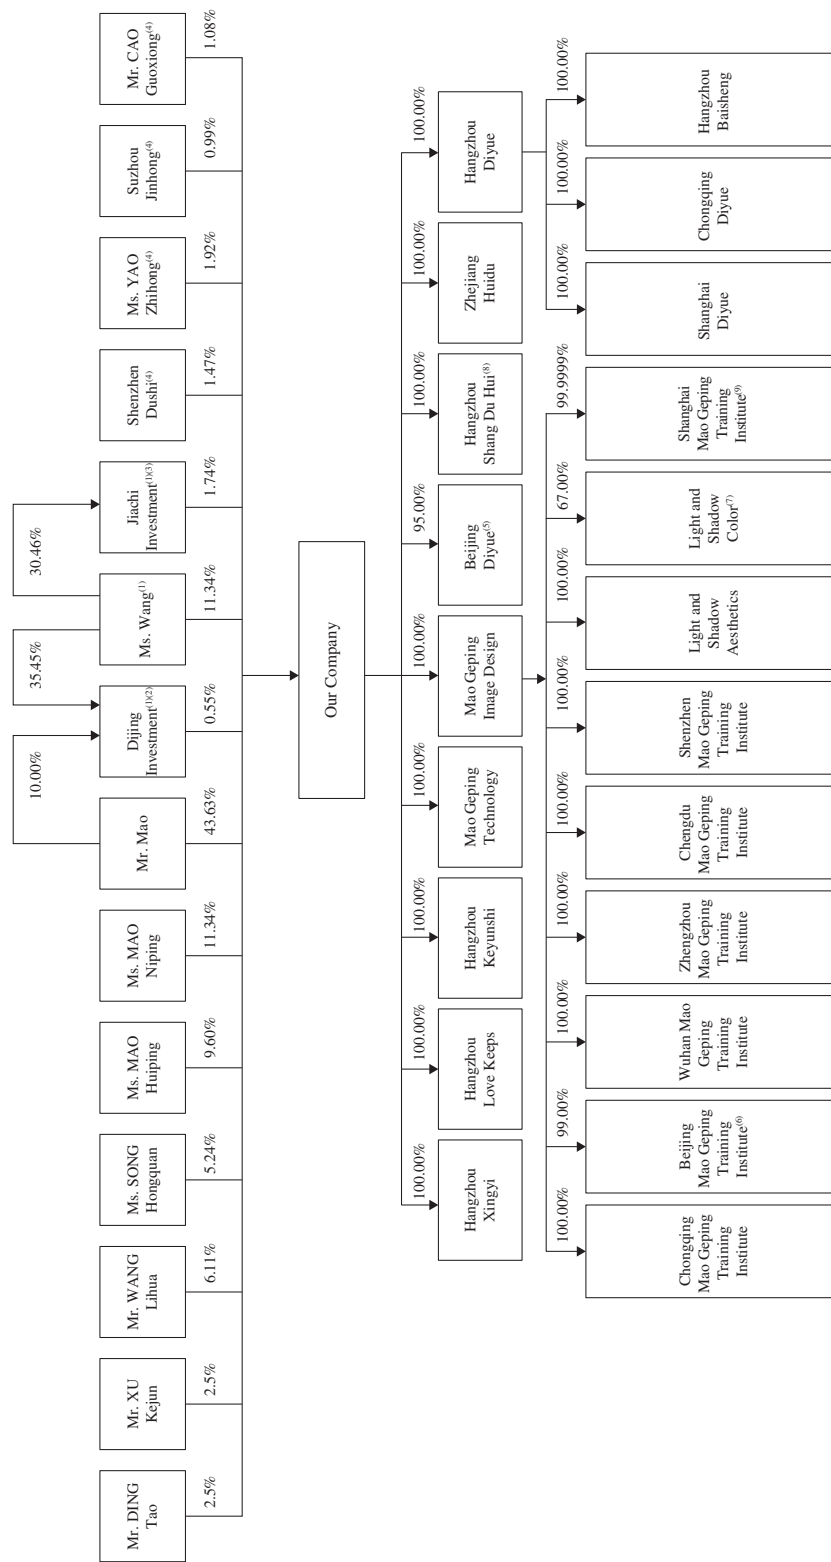 30.46%
35.45%
10.00%
Mr. DING
Tao
Mr. XU
Kejun
Mr. WANG
Lihua
Ms. SONG
Hongquan
Ms. MAO
Huiping
Ms. MAO
Niping
Mr. Mao
Dijing
Investment(1)(2)
Ms. Wang(1)
Jiachi
Investment(1)(3)
Shenzhen
Dushi(4)
Ms. YAO
Zhihong(4)
Suzhou
Jinhong(4)
Mr. CAO
Guoxiong(4)
2.5%
2.5%
6.11%
5.24%
9.60%
11.34%
43.63%
0.55%
11.34%
1.74%
1.47%
1.92%
0.99%
1.08%
Our Company
100.00%
100.00%
100.00%
100.00%
100.00%
95.00%
100.00%
100.00%
100.00%
Hangzhou
Xingyi
Hangzhou
Love Keeps
Hangzhou
Keyunshi
Mao Geping
Technology
Mao Geping
Image Design
Beijing
Diyue(5)
Hangzhou
Shang Du Hui(8)
Zhejiang
Huidu
Hangzhou
Diyue
100.00%
99.00%
100.00%
100.00%
100.00%
100.00%
100.00%
67.00%
99.9999%
100.00%
100.00%
100.00%
Chongqing
Mao Geping
Training
Institute
Beijing
Mao Geping
Training
Institute(6)
Wuhan Mao
Geping
Training
Institute
Zhengzhou
Mao Geping
Training
Institute
Chengdu
Mao Geping
Training
Institute
Shenzhen
Mao Geping
Training
Institute
Light and
Shadow
Aesthetics
Light and
Shadow
Color(7)
Shanghai
Mao Geping
Training
Institute(9)
Shanghai
Diyue
Chongqing
Diyue
Hangzhou
Baisheng